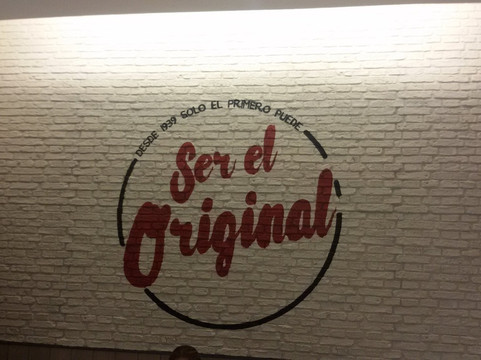 DESDE 1939 SOLO EL PRIMERO PUEDE
Ser el
Original